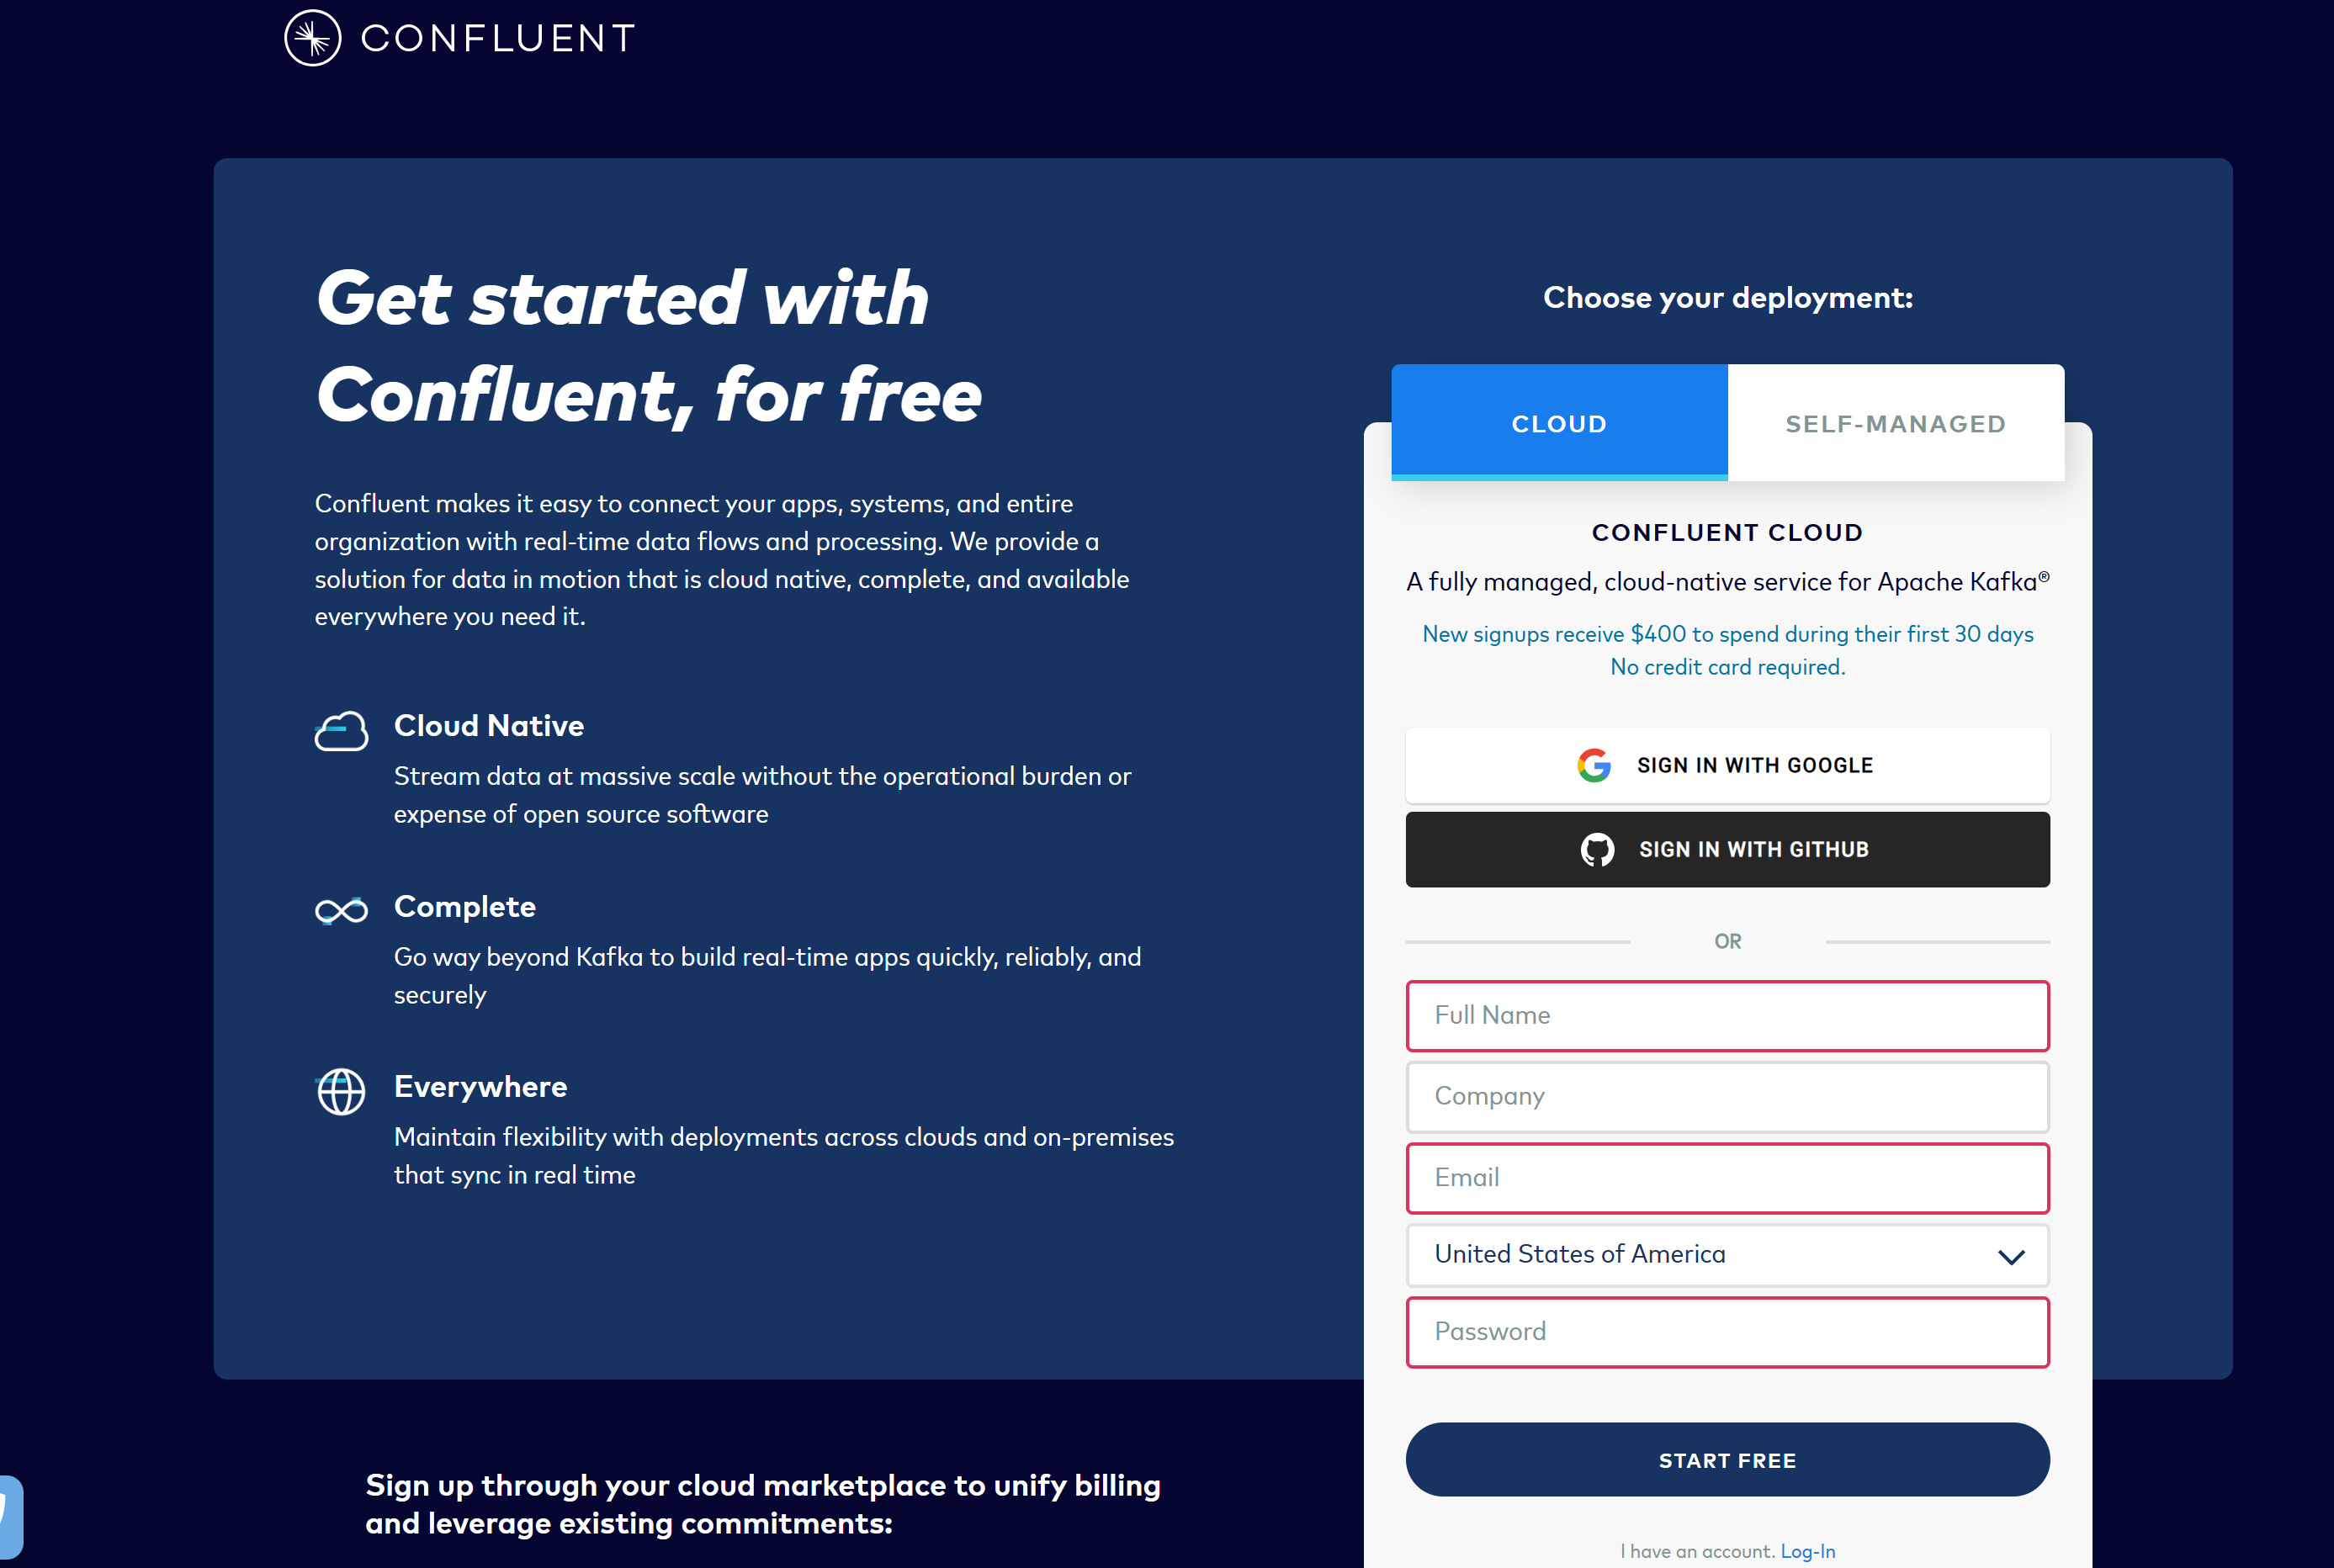 CONFLUENT
Get started with
Confluent, for free
Confluent makes it easy to connect your apps, systems, and entire
organization with real-time data flows and processing. We provide a
solution for data in motion that is cloud native, complete, and available
everywhere you need it.
Cloud Native
Stream data at massive scale without the operational burden or
expense of open source software
Complete
Go way beyond Kafka to build real-time apps quickly, reliably, and
securely
Everywhere
Maintain flexibility with deployments across clouds and on-premises
that sync in real time
Sign up through your cloud marketplace to unify billing
and leverage existing commitments:
Choose your deployment:
CLOUD
SELF-MANAGED
CONFLUENT CLOUD
A fully managed, cloud-native service for Apache Kafka®
New signups receive $400 to spend during their first 30 days
No credit card required.
SIGN IN WITH GOOGLE
SIGN IN WITH GITHUB
OR
Full Name
Company
Email
United States of America
Password
START FREE
I have an account. Log-In